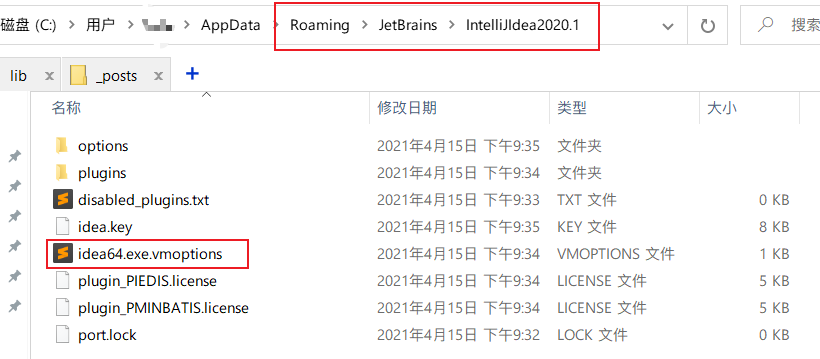 磁盘 (C:) > 用户 > > AppData > Roaming > JetBrains > IntelliJIdea2020.1
lib × _posts × +
名称 修改日期 类型 大小
options 2021年4月15日 下午9:35 文件夹
plugins 2021年4月15日 下午9:34 文件夹
disabled_plugins.txt 2021年4月15日 下午9:33 TXT 文件 0 KB
idea.key 2021年4月15日 下午9:35 KEY 文件 8 KB
idea64.exe.vmoptions 2021年4月15日 下午9:34 VMOPTIONS 文件 1 KB
plugin_PIEDIS.license 2021年4月15日 下午9:34 LICENSE 文件 5 KB
plugin_PMINBATIS.license 2021年4月15日 下午9:34 LICENSE 文件 5 KB
port.lock 2021年4月15日 下午9:32 LOCK 文件 0 KB